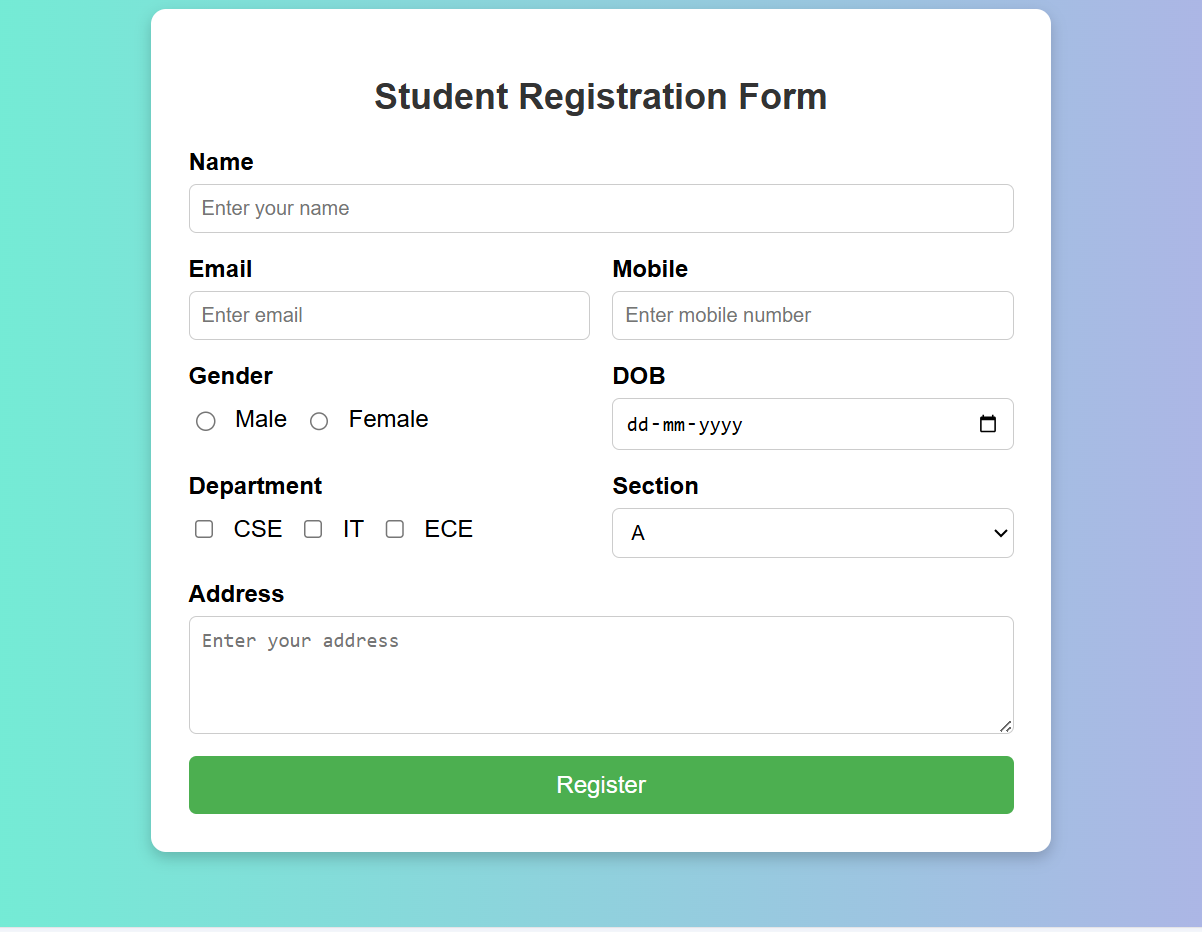 Student Registration Form
Name
Enter your name
Email Mobile
Enter email Enter mobile number
Gender DOB
Male Female dd-mm-yyyy
Department Section
CSE IT ECE A
Address
Enter your address
Register